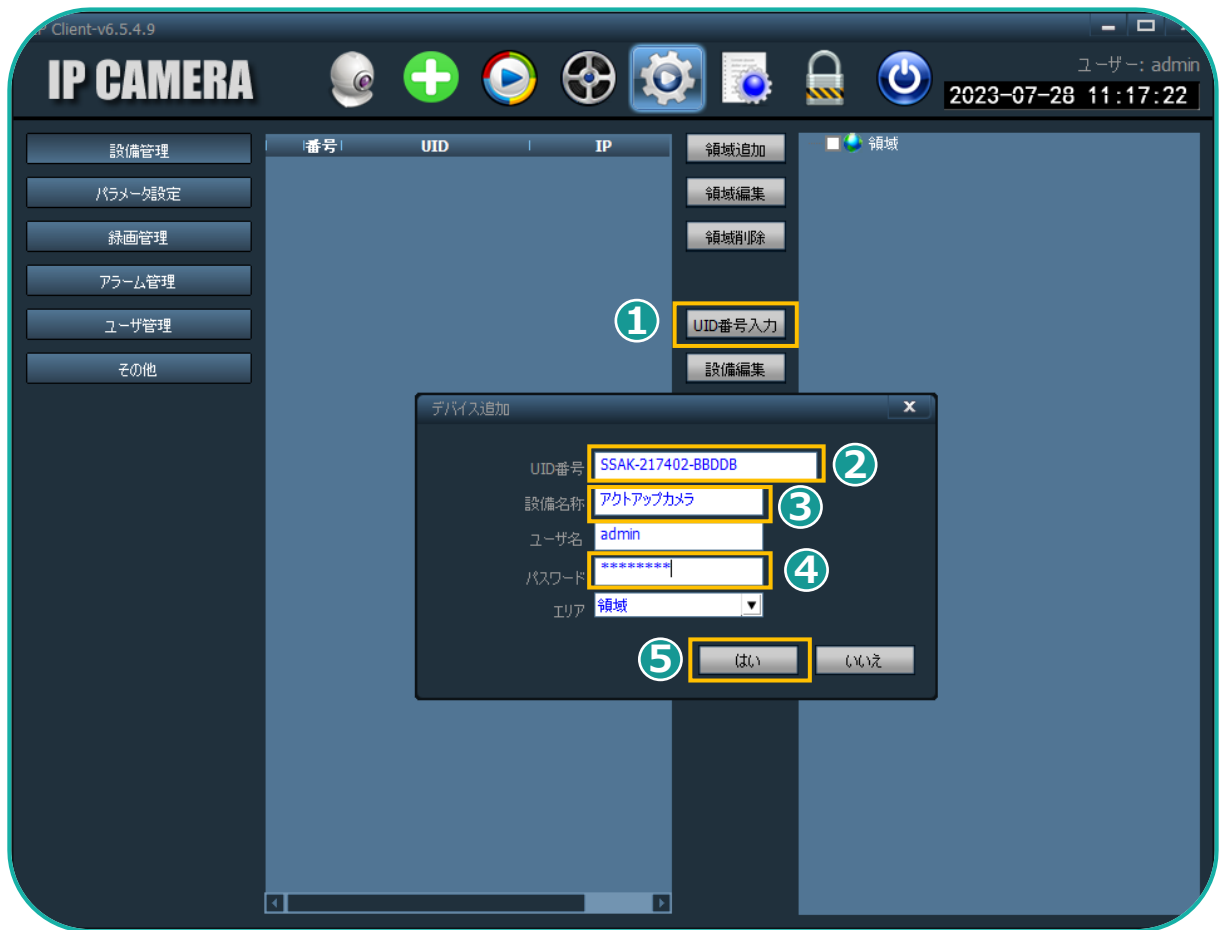 IP Client-v6.5.4.9
IP CAMERA
ユーザー: admin
2023-07-28 11:17:22
設備管理
パラメータ設定
録画管理
アラーム管理
ユーザ管理
その他
番号 UID IP
領域追加
領域編集
領域削除
1 UID番号入力
設備編集
領域
デバイス追加
UID番号 SSAK-217402-BBDDB 2
設備名称 アクトアップカメラ 3
ユーザ名 admin
パスワード ******** 4
エリア 領域
5 はい いいえ